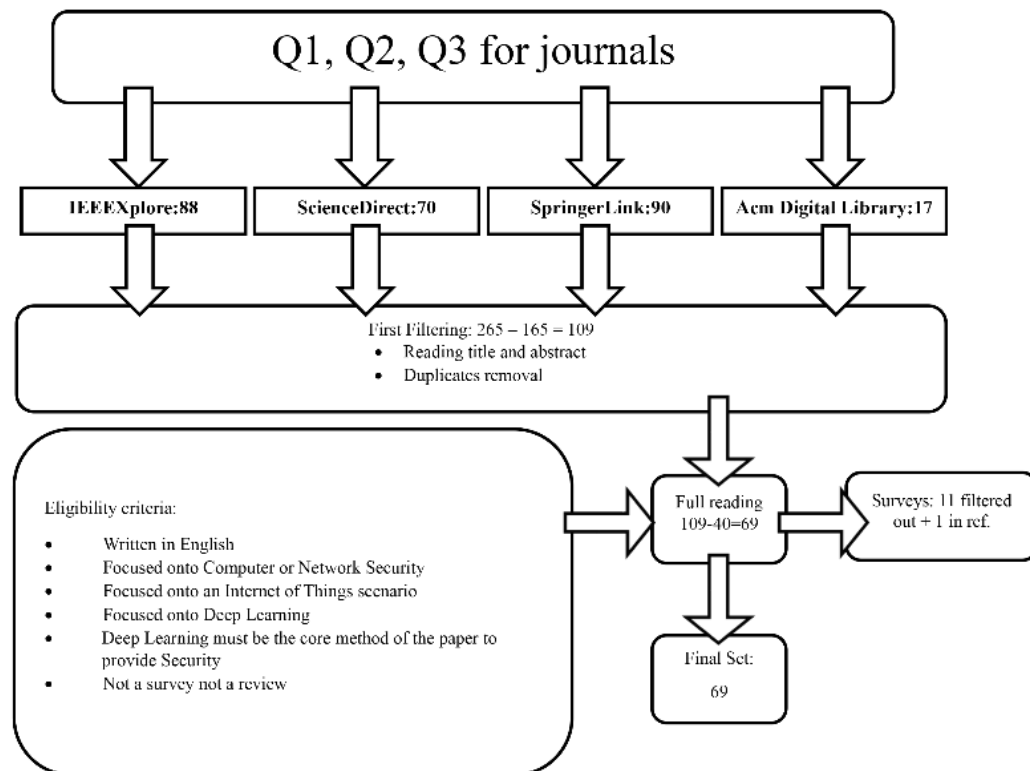 Q1, Q2, Q3 for journals
IEEEXplore:88
ScienceDirect:70
SpringerLink:90
Acm Digital Library:17
First Filtering: 265 – 165 = 109
• Reading title and abstract
• Duplicates removal
Eligibility criteria:
• Written in English
• Focused onto Computer or Network Security
• Focused onto an Internet of Things scenario
• Focused onto Deep Learning
• Deep Learning must be the core method of the paper to
provide Security
• Not a survey not a review
Full reading
109-40=69
Surveys: 11 filtered
out + 1 in ref.
Final Set:
69